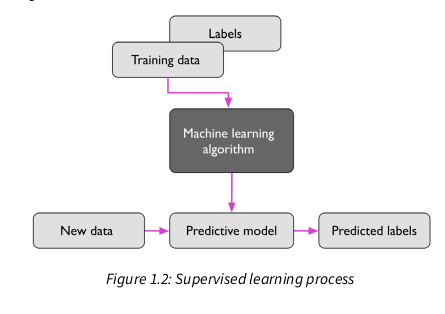 Labels
Training data
Machine learning
algorithm
New data
Predictive model
Predicted labels
Figure 1.2: Supervised learning process